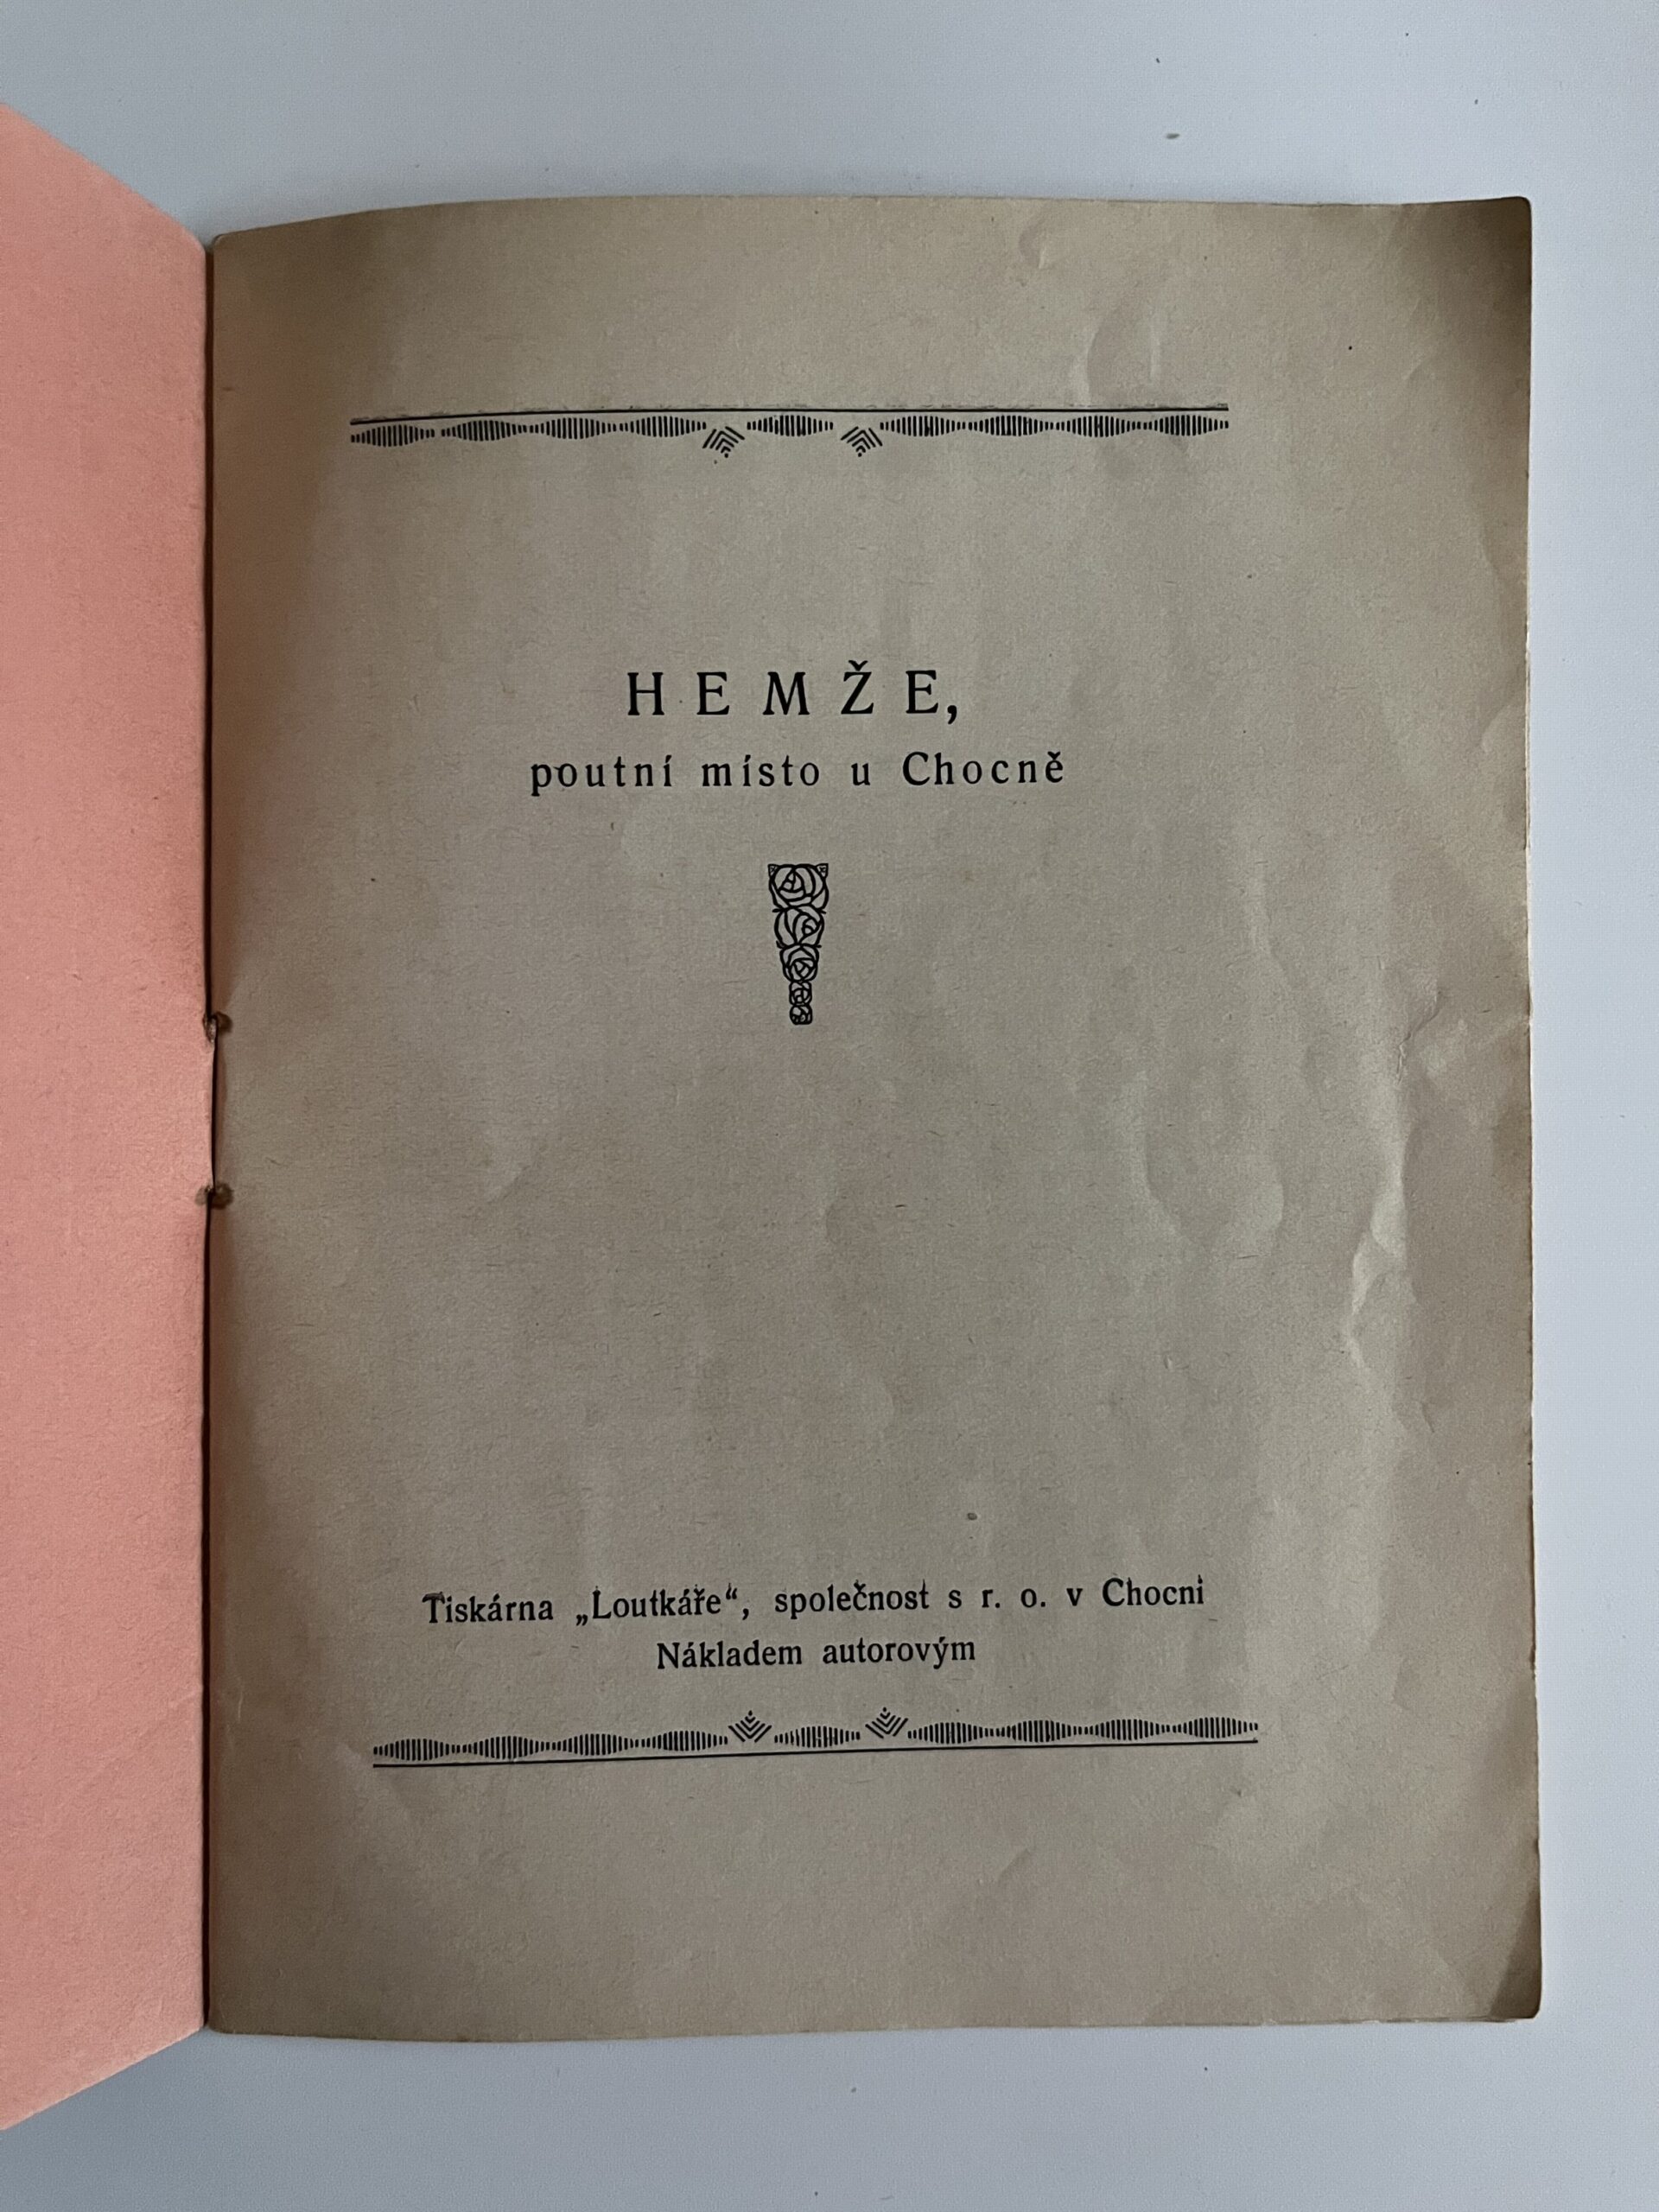 HEMŽE,
poutní místo u Chocně
Tiskárna „Loutkáře“, společnost s r. o. v Chocni
Nákladem autorovým